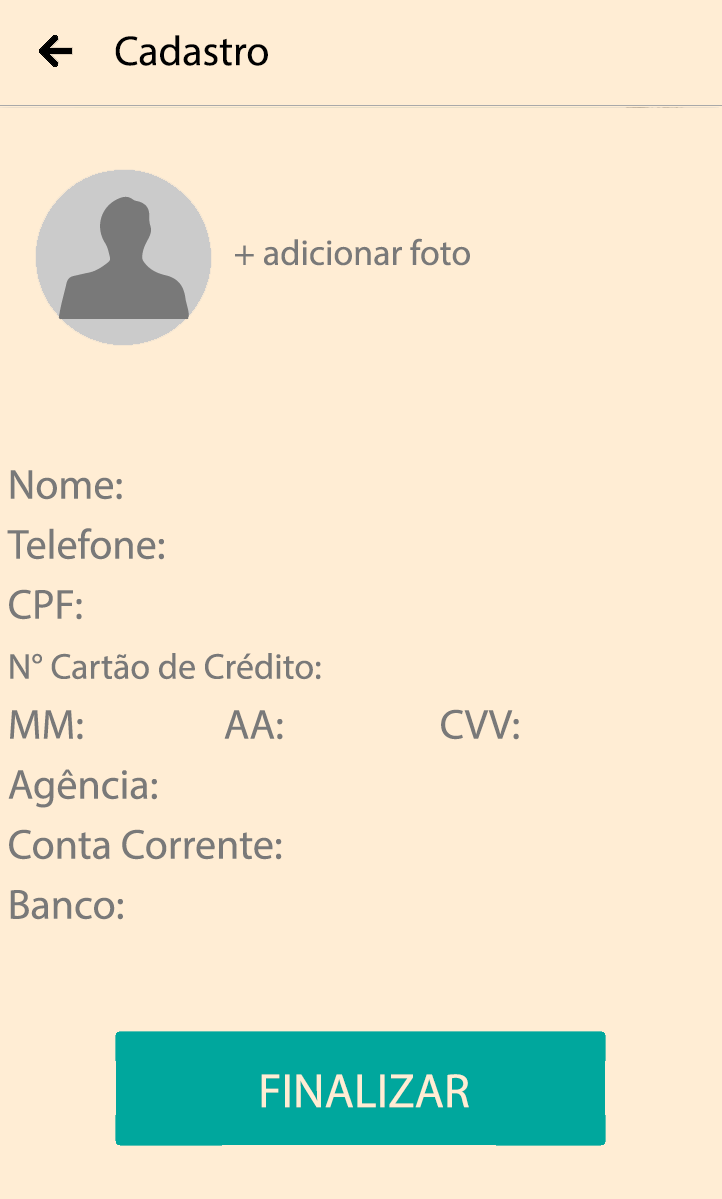 Cadastro
+ adicionar foto
Nome:
Telefone:
CPF:
N° Cartão de Crédito:
MM: AA: CVV:
Agência:
Conta Corrente:
Banco:
FINALIZAR